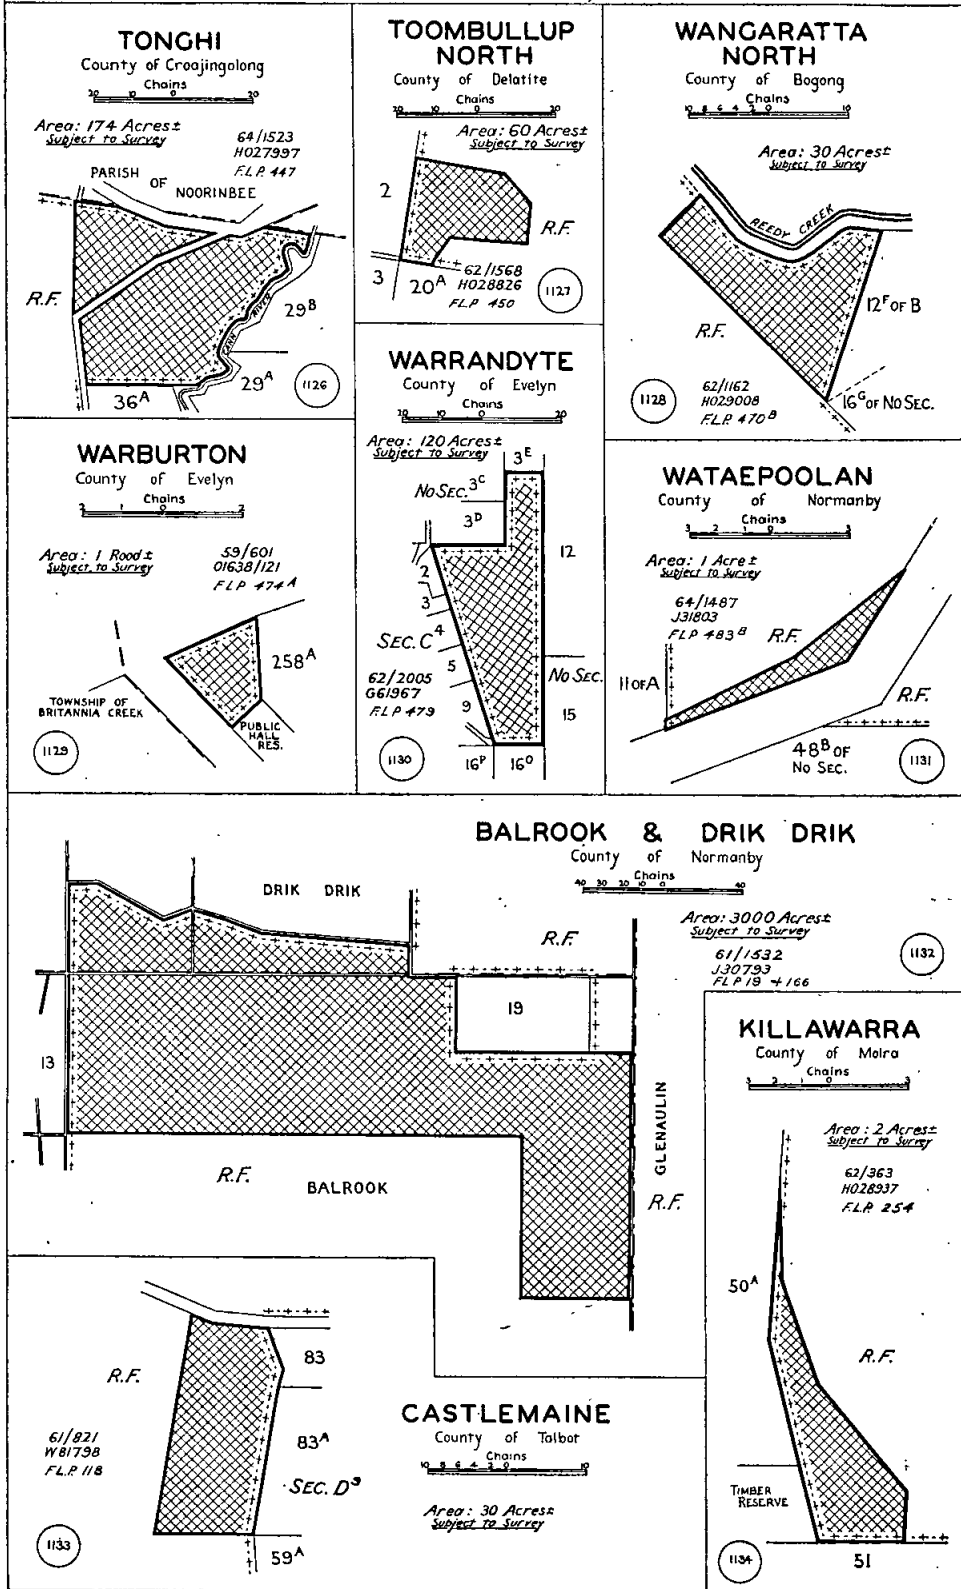 TONGHI
County of Croajingolong
Chains
20 10 0 20
Area: 174 Acres±
Subject to Survey
64/1523
HO27997
F.L.P. 447
PARISH
OF
NOORINBEE
R.F.
CANN RIVER
29B
29A
36A
1126
TOOMBULLUP
NORTH
County of Delatite
Chains
20 10 0 20
Area: 60 Acres±
Subject to Survey
2
R.F.
3
20A
62/1568
HO28826
F.L.P. 450
1127
WANGARATTA
NORTH
County of Bogong
Chains
10 8 6 4 2 0 10
Area: 30 Acres±
Subject to Survey
REEDY CREEK
12F OF B
R.F.
62/1162
HO29008
F.L.P. 470B
16G OF NO SEC.
1128
WARBURTON
County of Evelyn
Chains
2 1 0 2
Area: 1 Rood±
Subject to Survey
59/601
01638/121
FLP 474A
258A
TOWNSHIP OF
BRITANNIA CREEK
PUBLIC
HALL
RES.
1129
WARRANDYTE
County of Evelyn
Chains
20 10 0 20
Area: 120 Acres±
Subject to Survey
3E
NO SEC. 3C
3D
12
2
3
SEC. C 4
5
9
62/2005
G61967
F.L.P. 479
NO SEC.
15
16P
16O
1130
WATAEPOOLAN
County of Normanby
Chains
3 2 1 0 3
Area: 1 Acre±
Subject to Survey
64/1487
J31803
FLP 483B
R.F.
11 OF A
R.F.
48B OF
NO SEC.
1131
BALROOK & DRIK DRIK
County of Normanby
Chains
40 30 20 10 0 40
DRIK DRIK
Area: 3000 Acres±
Subject to Survey
61/1532
J30793
FLP 19 + 166
R.F.
1132
19
13
GLENAULIN
R.F.
BALROOK
R.F.
KILLAWARRA
County of Moira
Chains
3 2 1 0 3
Area: 2 Acres±
Subject to Survey
62/363
HO28937
F.L.P. 254
50A
R.F.
TIMBER
RESERVE
51
1134
R.F.
83
61/821
W81798
F.L.P. 118
83A
SEC. D3
59A
1133
CASTLEMAINE
County of Talbot
Chains
10 8 6 4 2 0 10
Area: 30 Acres±
Subject to Survey